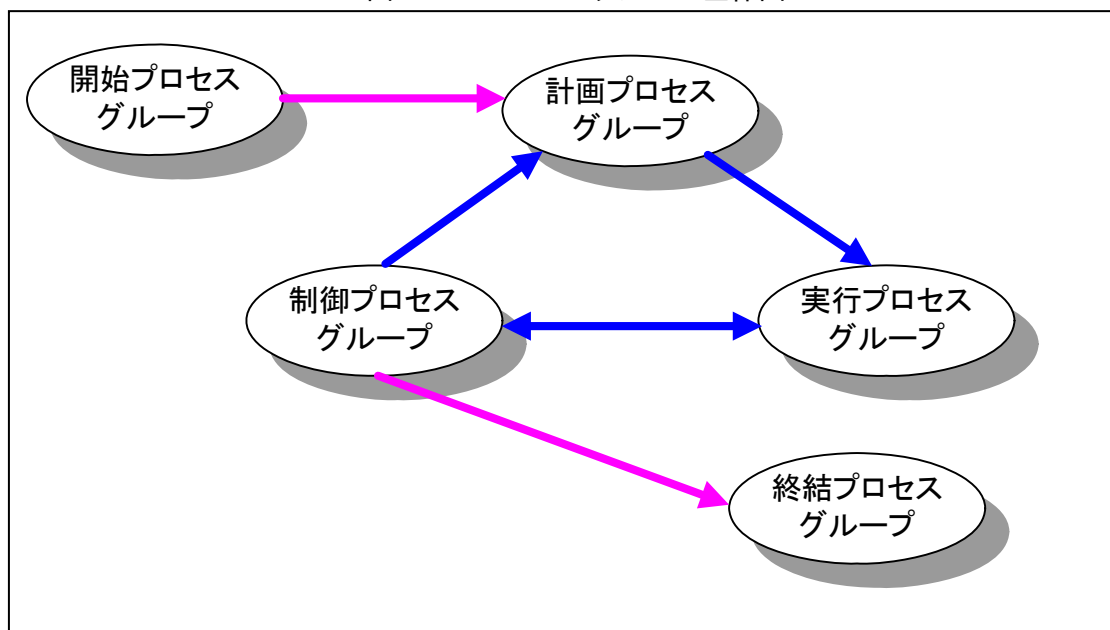 開始プロセス
グループ
計画プロセス
グループ
制御プロセス
グループ
実行プロセス
グループ
終結プロセス
グループ